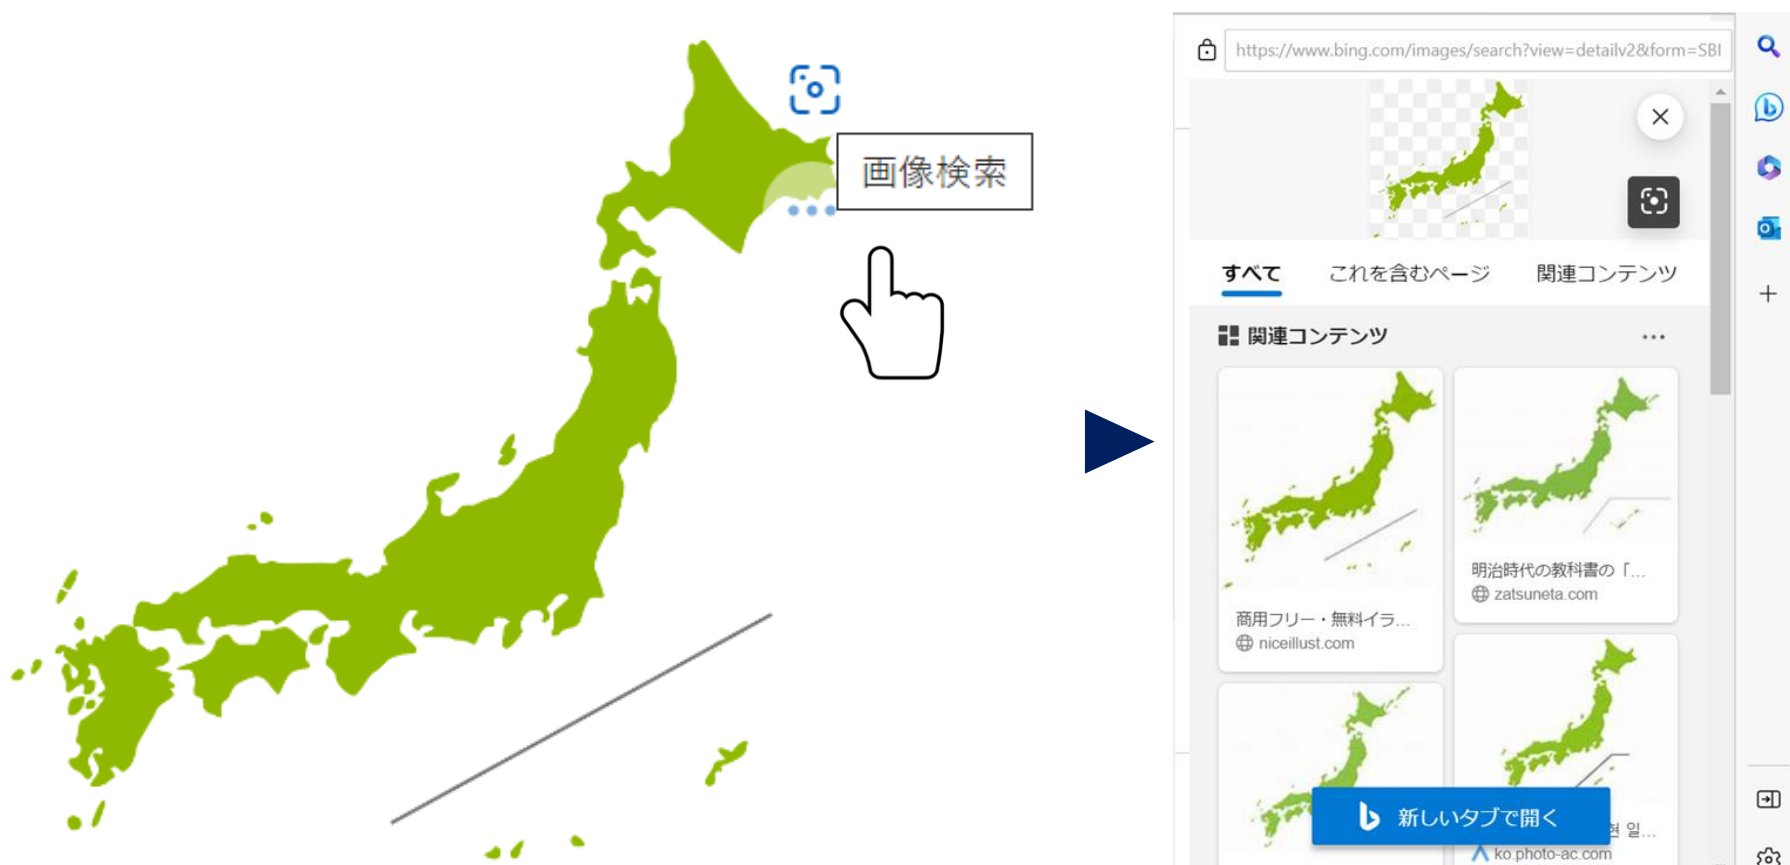 画像検索
https://www.bing.com/images/search?view=detailv2&form=SBI
すべて これを含むページ 関連コンテンツ
関連コンテンツ
商用フリー・無料イラ...
niceillust.com
明治時代の教科書の「...
zatsuneta.com
新しいタブで開く
일...
ko.photo-ac.com